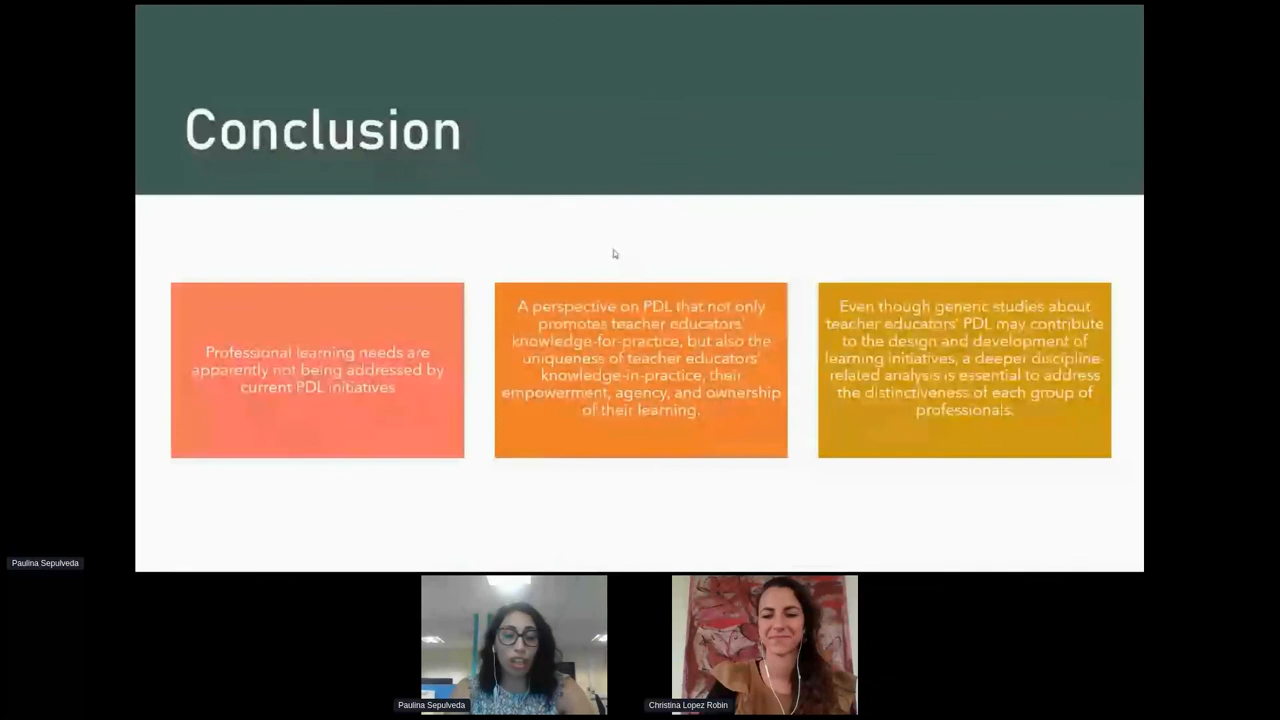 Conclusion
Professional learning needs are
apparently not being addressed by
current PDL initiatives
A perspective on PDL that not only
promotes teacher educators'
knowledge-for-practice, but also the
uniqueness of teacher educators'
knowledge-in-practice, their
empowerment, agency, and ownership
of their learning.
Even though generic studies about
teacher educators' PDL may contribute
to the design and development of
learning initiatives, a deeper discipline-
related analysis is essential to address
the distinctiveness of each group of
professionals.
Paulina Sepulveda
Paulina Sepulveda
Christina Lopez Robin